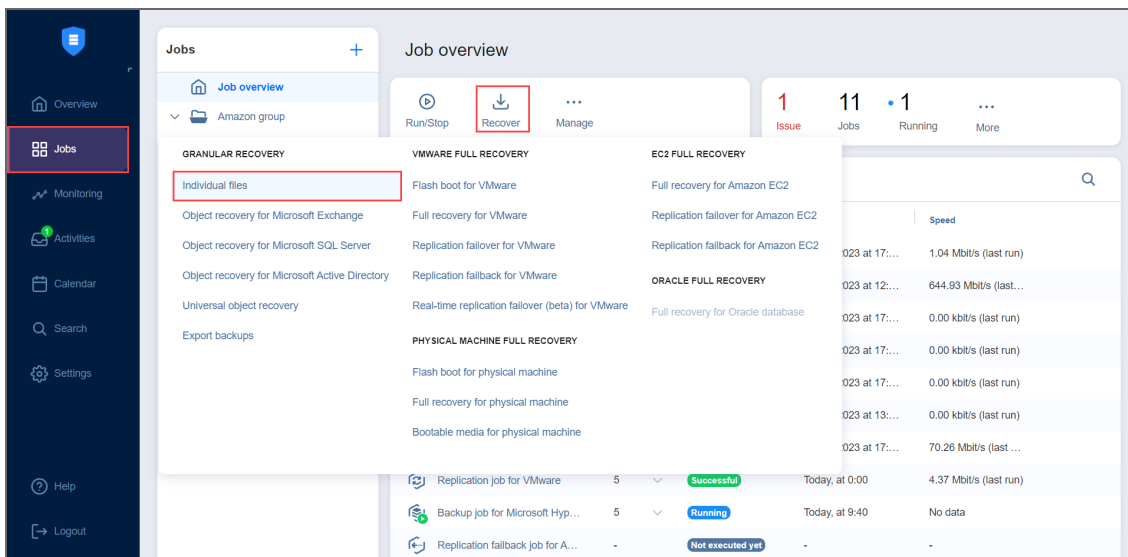 Overview
Jobs
Monitoring
1
Activities
Calendar
Search
Settings
Help
Logout
Jobs +
Job overview
Amazon group
Job overview
Run/Stop
Recover
Manage
1
Issue
11
Jobs
1
Running
More
GRANULAR RECOVERY
Individual files
Object recovery for Microsoft Exchange
Object recovery for Microsoft SQL Server
Object recovery for Microsoft Active Directory
Universal object recovery
Export backups
VMWARE FULL RECOVERY
Flash boot for VMware
Full recovery for VMware
Replication failover for VMware
Replication failback for VMware
Real-time replication failover (beta) for VMware
PHYSICAL MACHINE FULL RECOVERY
Flash boot for physical machine
Full recovery for physical machine
Bootable media for physical machine
EC2 FULL RECOVERY
Full recovery for Amazon EC2
Replication failover for Amazon EC2
Replication failback for Amazon EC2
ORACLE FULL RECOVERY
Full recovery for Oracle database
Speed
023 at 17:... 1.04 Mbit/s (last run)
023 at 12:... 644.93 Mbit/s (last...
023 at 17:... 0.00 kbit/s (last run)
023 at 17:... 0.00 kbit/s (last run)
023 at 17:... 0.00 kbit/s (last run)
023 at 13:... 0.00 kbit/s (last run)
023 at 17:... 70.26 Mbit/s (last ...
Replication job for VMware 5 Successful Today, at 0:00 4.37 Mbit/s (last run)
Backup job for Microsoft Hyp... 5 Running Today, at 9:40 No data
Replication failback job for A... - Not executed yet - -